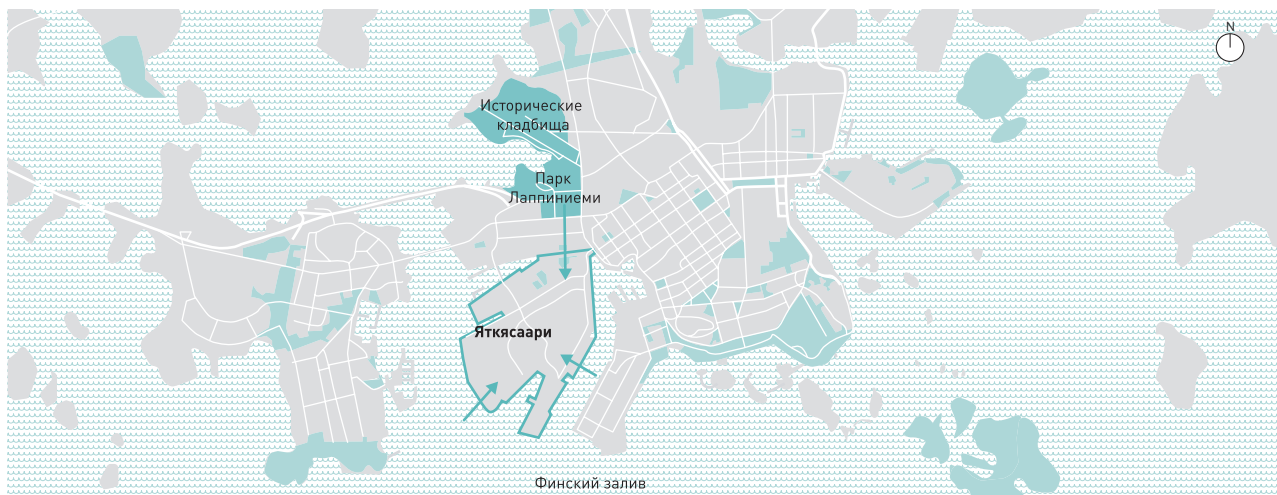 N
Исторические
кладбища
Парк
Лаппиниеми
Яткясаари
Финский залив